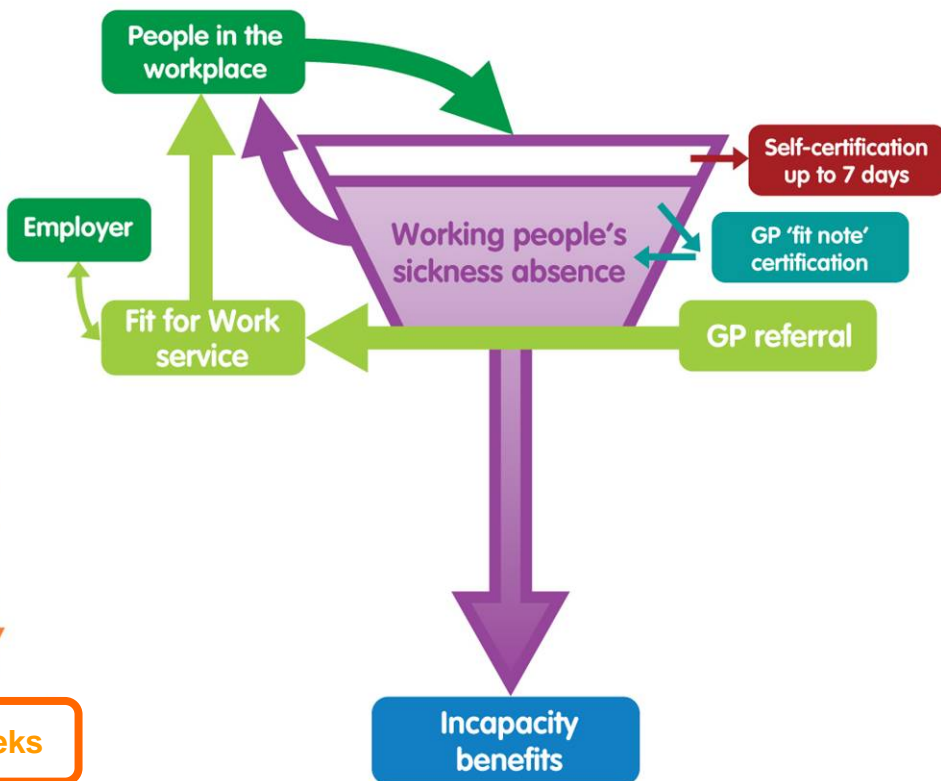 People in the
workplace
Self-certification
up to 7 days
Employer
Working people's
sickness absence
GP 'fit note'
certification
Fit for Work
service
GP referral
Incapacity
benefits